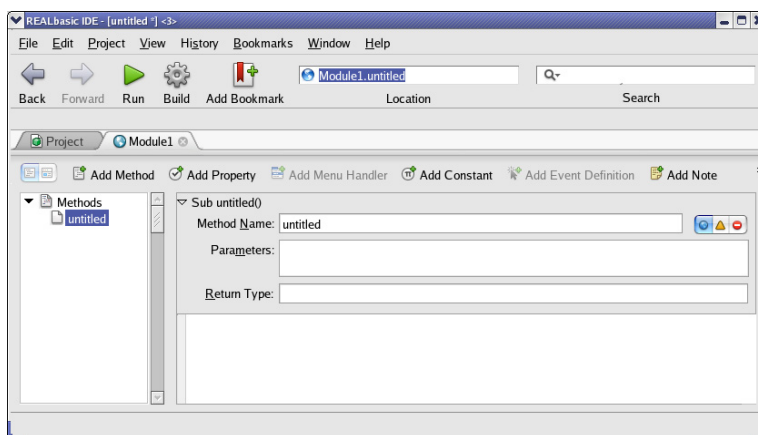 REALbasic IDE - [untitled *] <3>
File Edit Project View History Bookmarks Window Help
Module1.untitled
Back Forward Run Build Add Bookmark Location Search
Project Module1
Add Method Add Property Add Menu Handler Add Constant Add Event Definition Add Note
Methods
untitled
Sub untitled()
Method Name: untitled
Parameters:
Return Type: